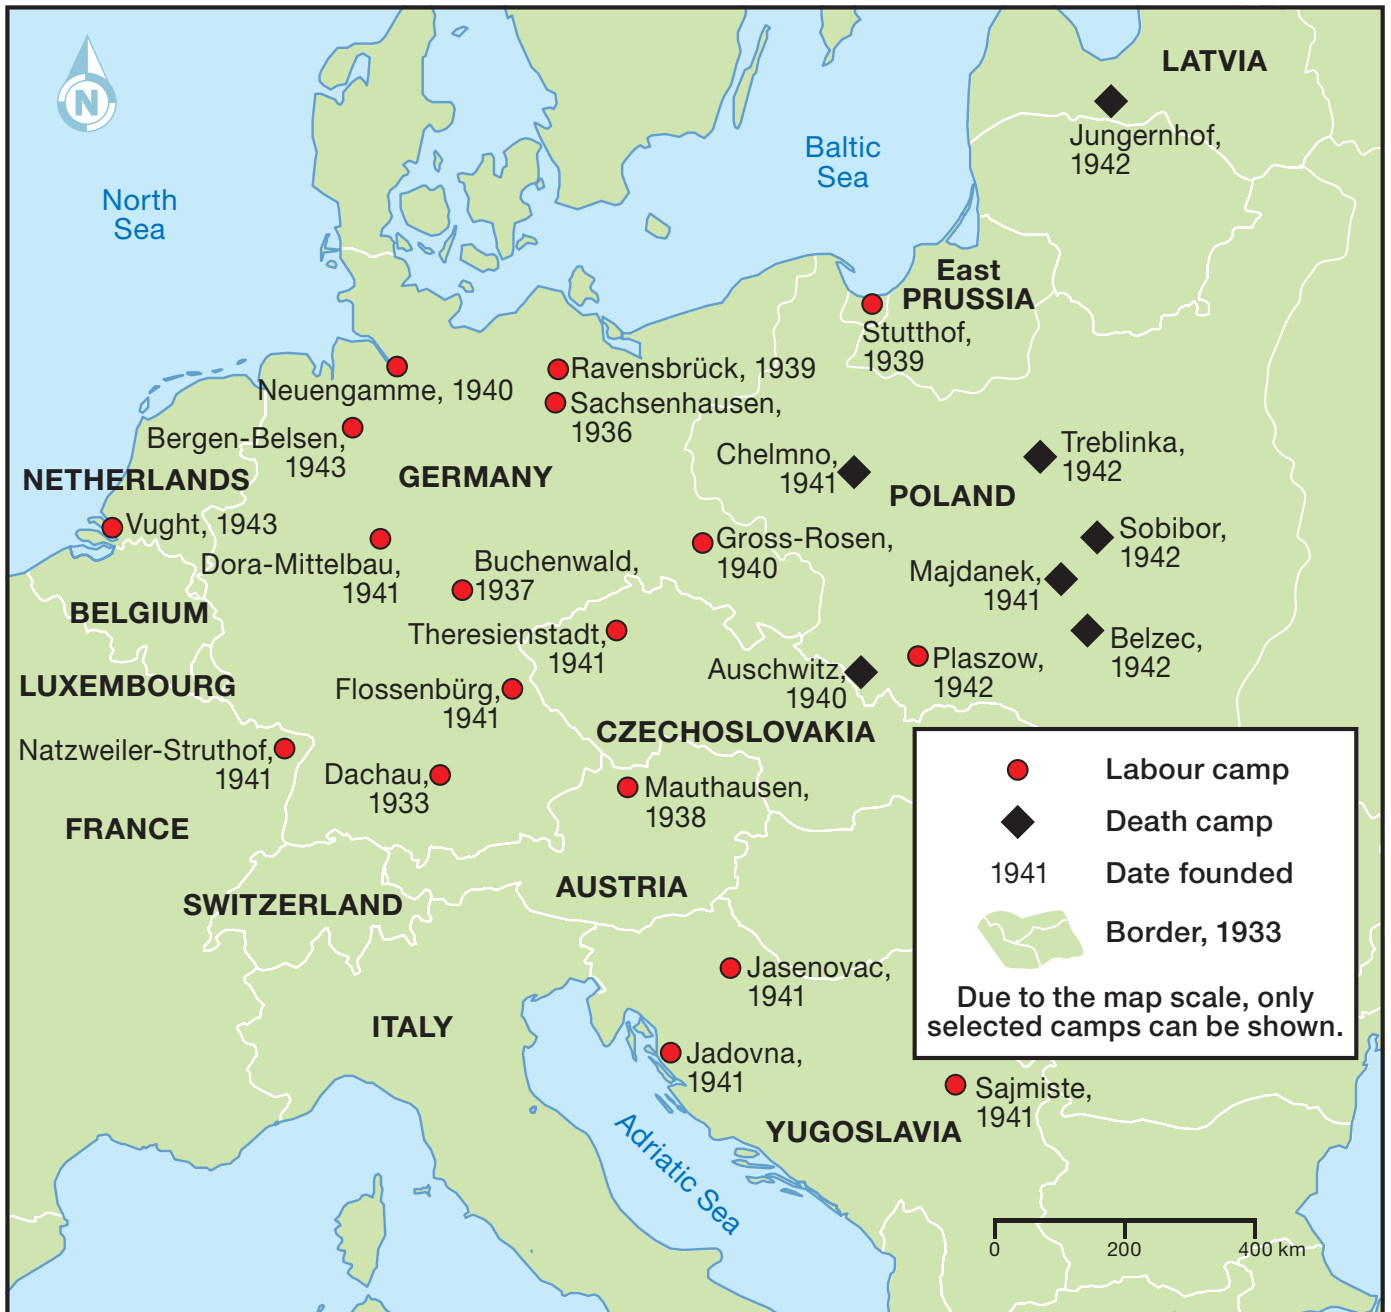 N
North
Sea
Baltic
Sea
LATVIA
Jungernhof,
1942
East
PRUSSIA
Stutthof,
1939
Neuengamme, 1940
Ravensbrück, 1939
Sachsenhausen,
1936
Bergen-Belsen,
1943
NETHERLANDS
GERMANY
Chelmno,
1941
Treblinka,
1942
POLAND
Vught, 1943
Gross-Rosen,
1940
Sobibor,
1942
Dora-Mittelbau,
1941
Buchenwald,
1937
Majdanek,
1941
BELGIUM
Theresienstadt,
1941
Belzec,
1942
LUXEMBOURG
Flossenbürg,
1941
Auschwitz,
1940
Plaszow,
1942
CZECHOSLOVAKIA
Natzweiler-Struthof,
1941
Dachau,
1933
Mauthausen,
1938
FRANCE
AUSTRIA
SWITZERLAND
Labour camp
Death camp
1941 Date founded
Border, 1933
Due to the map scale, only
selected camps can be shown.
Jasenovac,
1941
ITALY
Jadovna,
1941
Sajmiste,
1941
YUGOSLAVIA
Adriatic Sea
0 200 400 km